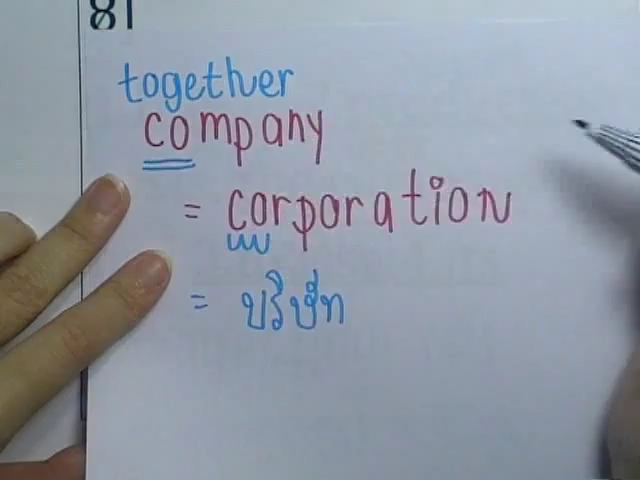 81
together
company
= corporation
= บริษัท